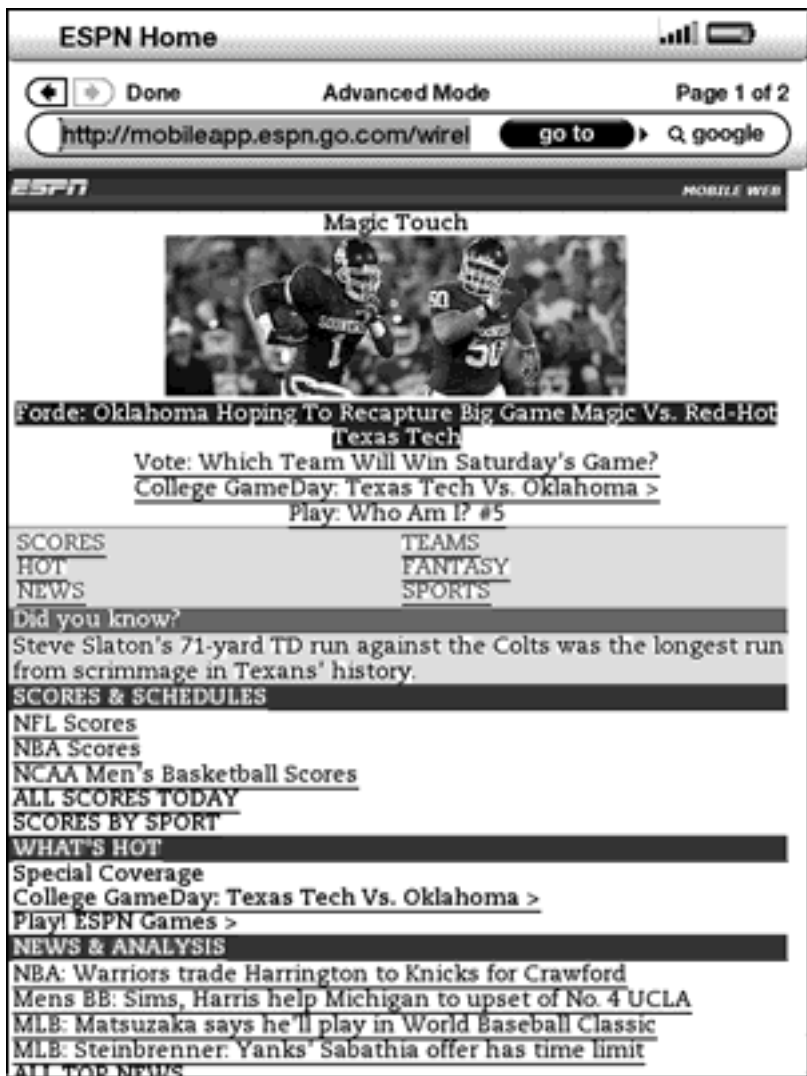 ESPN Home
Done Advanced Mode Page 1 of 2
http://mobileapp.espn.go.com/wirel go to google
ESPN MOBILE WEB
Magic Touch
1 90 50
Forde: Oklahoma Hoping To Recapture Big Game Magic Vs. Red-Hot
Texas Tech
Vote: Which Team Will Win Saturday's Game?
College GameDay: Texas Tech Vs. Oklahoma >
Play: Who Am I? #5
SCORES TEAMS
HOT FANTASY
NEWS SPORTS
Did you know?
Steve Slaton's 71-yard TD run against the Colts was the longest run
from scrimmage in Texans' history.
SCORES & SCHEDULES
NFL Scores
NBA Scores
NCAA Men's Basketball Scores
ALL SCORES TODAY
SCORES BY SPORT
WHAT'S HOT
Special Coverage
College GameDay: Texas Tech Vs. Oklahoma >
Play! ESPN Games >
NEWS & ANALYSIS
NBA: Warriors trade Harrington to Knicks for Crawford
Mens BB: Sims, Harris help Michigan to upset of No. 4 UCLA
MLB: Matsuzaka says he'll play in World Baseball Classic
MLB: Steinbrenner: Yanks' Sabathia offer has time limit
ALL TOP NEWS